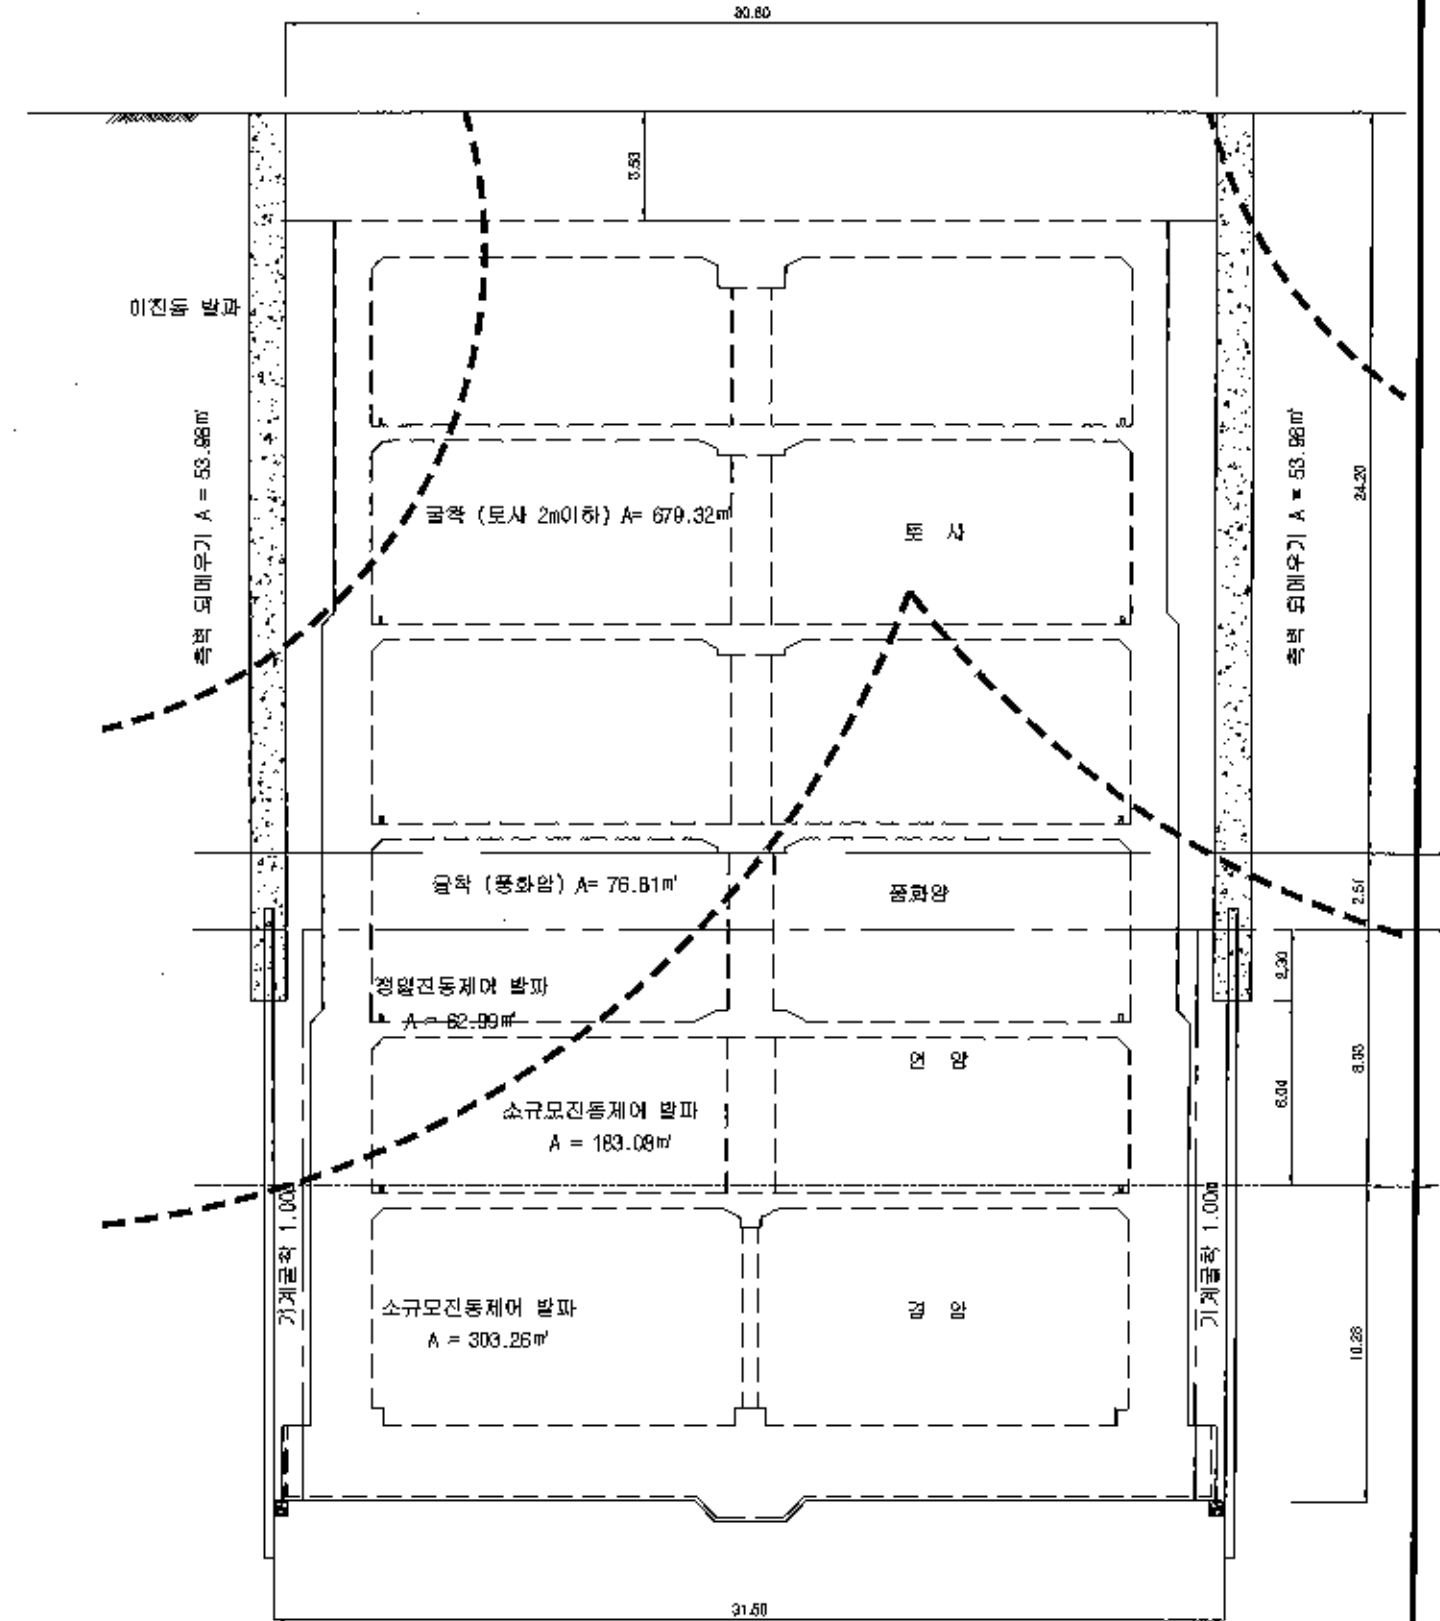 30.60
3.53
미진동 발파
측벽 되메우기 A = 53.98㎡
측벽 되메우기 A = 53.98㎡
24.20
굴착 (토사 2m이하) A= 679.32㎡
토 사
굴착 (풍화암) A= 76.81㎡
풍화암
2.51
2.30
정밀진동제어 발파
A = 62.99㎡
연 암
8.33
6.04
소규모진동제어 발파
A = 183.09㎡
기계굴착 1.00
기계굴착 1.00m
소규모진동제어 발파
A = 303.26㎡
경 암
10.26
31.50